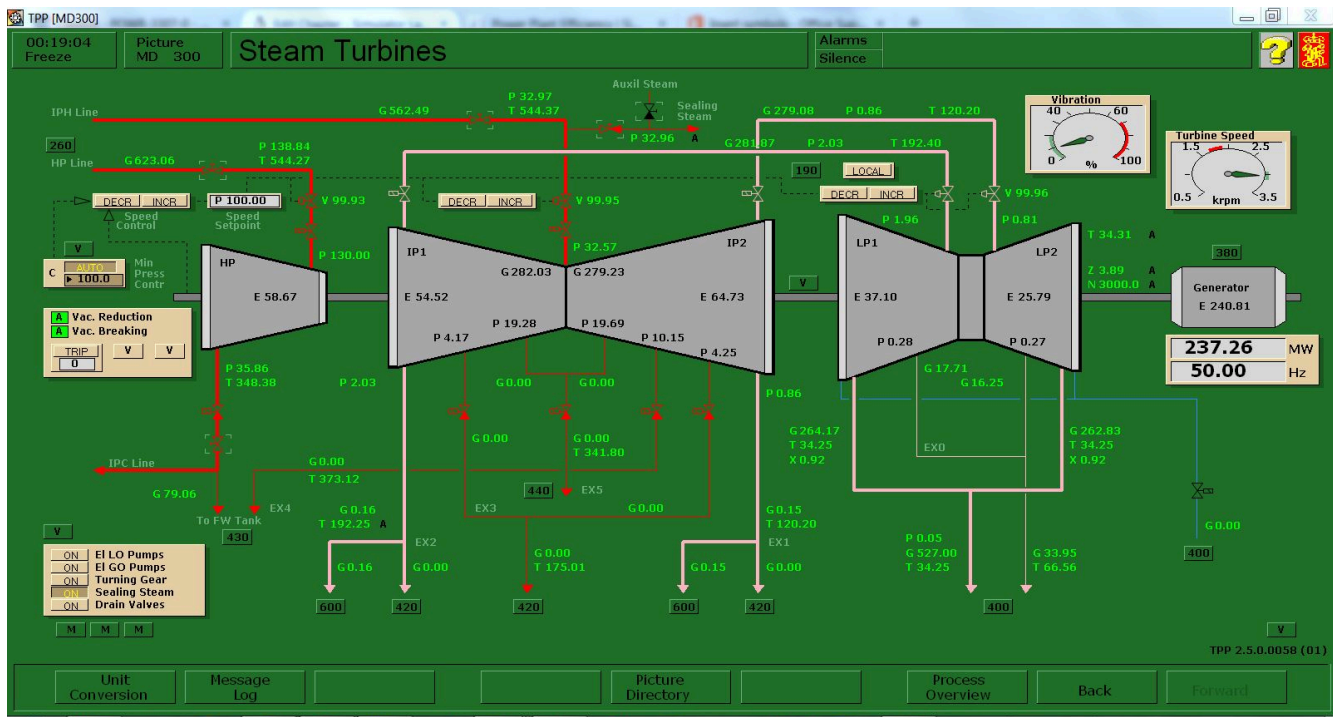 TPP [MD300]
00:19:04
Freeze
Picture
MD 300
Steam Turbines
Alarms
Silence
Auxil Steam
IPH Line
G 562.49
P 32.97
T 544.37
Sealing
Steam
P 32.96 A
G 279.08 P 0.86 T 120.20
G 281.87 P 2.03 T 192.40
Vibration
40 60
0 % 100
Turbine Speed
1.5 2.5
0.5 krpm 3.5
260
HP Line
G 623.06
P 138.84
T 544.27
190
LOCAL
DECR INCR
P 100.00
V 99.93
DECR INCR
V 99.95
DECR INCR
V 99.96
Speed
Control
Speed
Setpoint
P 1.96
P 0.81
V
C AUTO
100.0
Min
Press
Contr
HP
P 130.00
IP1
P 32.57
IP2
LP1
LP2
T 34.31 A
G 282.03
G 279.23
V
Z 3.89 A
N 3000.0 A
380
Generator
E 240.81
E 58.67
E 54.52
E 64.73
E 37.10
E 25.79
A Vac. Reduction
A Vac. Breaking
TRIP
0
V
V
P 4.17
P 19.28
P 19.69
P 10.15
P 4.25
P 0.28
P 0.27
237.26 MW
50.00 Hz
P 35.86
T 348.38
P 2.03
G 0.00
G 0.00
P 0.86
G 17.71
G 16.25
G 264.17
T 34.25
X 0.92
EX0
G 262.83
T 34.25
X 0.92
G 0.00
G 0.00
T 341.80
IPC Line
G 0.00
T 373.12
G 79.06
To FW Tank
EX4
430
440
EX5
EX3
G 0.00
G 0.16
T 192.25 A
EX2
G 0.15
T 120.20
EX1
G 0.00
400
V
ON El LO Pumps
ON El GO Pumps
ON Turning Gear
ON Sealing Steam
ON Drain Valves
M M M
G 0.16
G 0.00
G 0.00
T 175.01
G 0.15
G 0.00
P 0.05
G 527.00
T 34.25
G 33.95
T 66.56
600
420
420
600
420
400
V
TPP 2.5.0.0058 (01)
Unit
Conversion
Message
Log
Picture
Directory
Process
Overview
Back
Forward